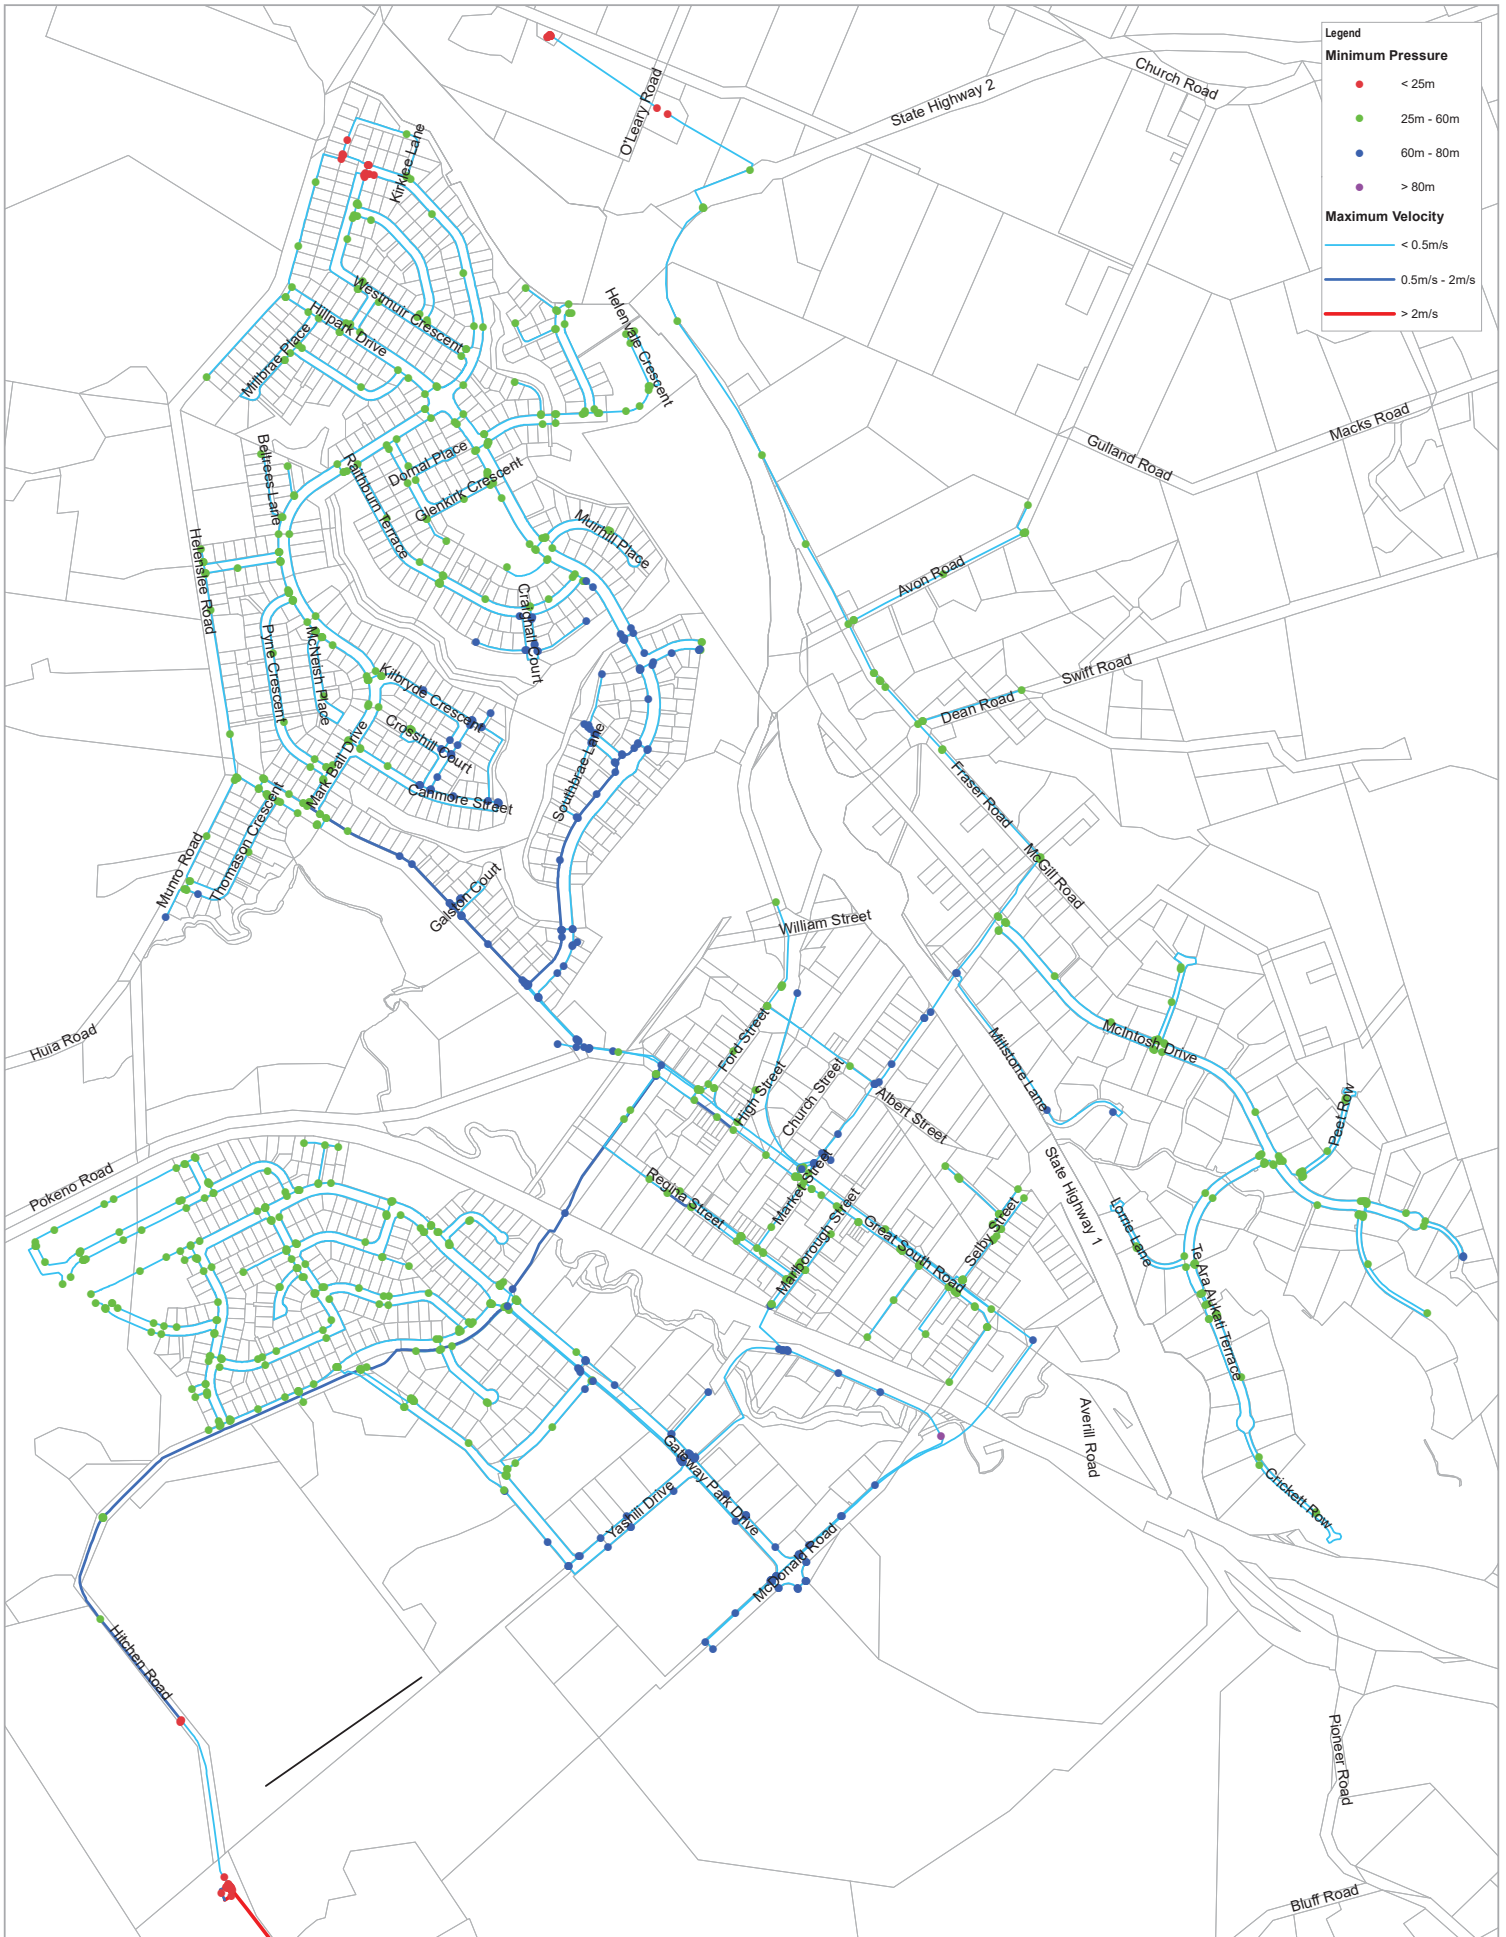 Legend
Minimum Pressure
< 25m
25m - 60m
60m - 80m
> 80m
Maximum Velocity
< 0.5m/s
0.5m/s - 2m/s
> 2m/s
Church Road
State Highway 2
O'Leary Road
Kirklee Lane
Westmuir Crescent
Hillpark Drive
Millbrae Place
Helenvale Crescent
Macks Road
Gulland Road
Beltrees Lane
Raithburn Terrace
Dornal Place
Glenkirk Crescent
Muirhill Place
Helenslee Road
Avon Road
Craighall Court
Pyne Crescent
McNeish Place
Kilbryde Crescent
Crosshill Court
Mark Ball Drive
Canmore Street
Southbrae Lane
Swift Road
Dean Road
Fraser Road
Thomason Crescent
Munro Road
McGill Road
Galston Court
William Street
Huia Road
Ford Street
High Street
Church Street
Albert Street
Millstone Lane
McIntosh Drive
Peet Row
Pokeno Road
Regina Street
Market Street
Marlborough Street
Great South Road
Selby Street
State Highway 1
Lorrie Lane
Te Ara Aukati Terrace
Averill Road
Gateway Park Drive
Yashili Drive
McDonald Road
Crickett Row
Hitchen Road
Pioneer Road
Bluff Road